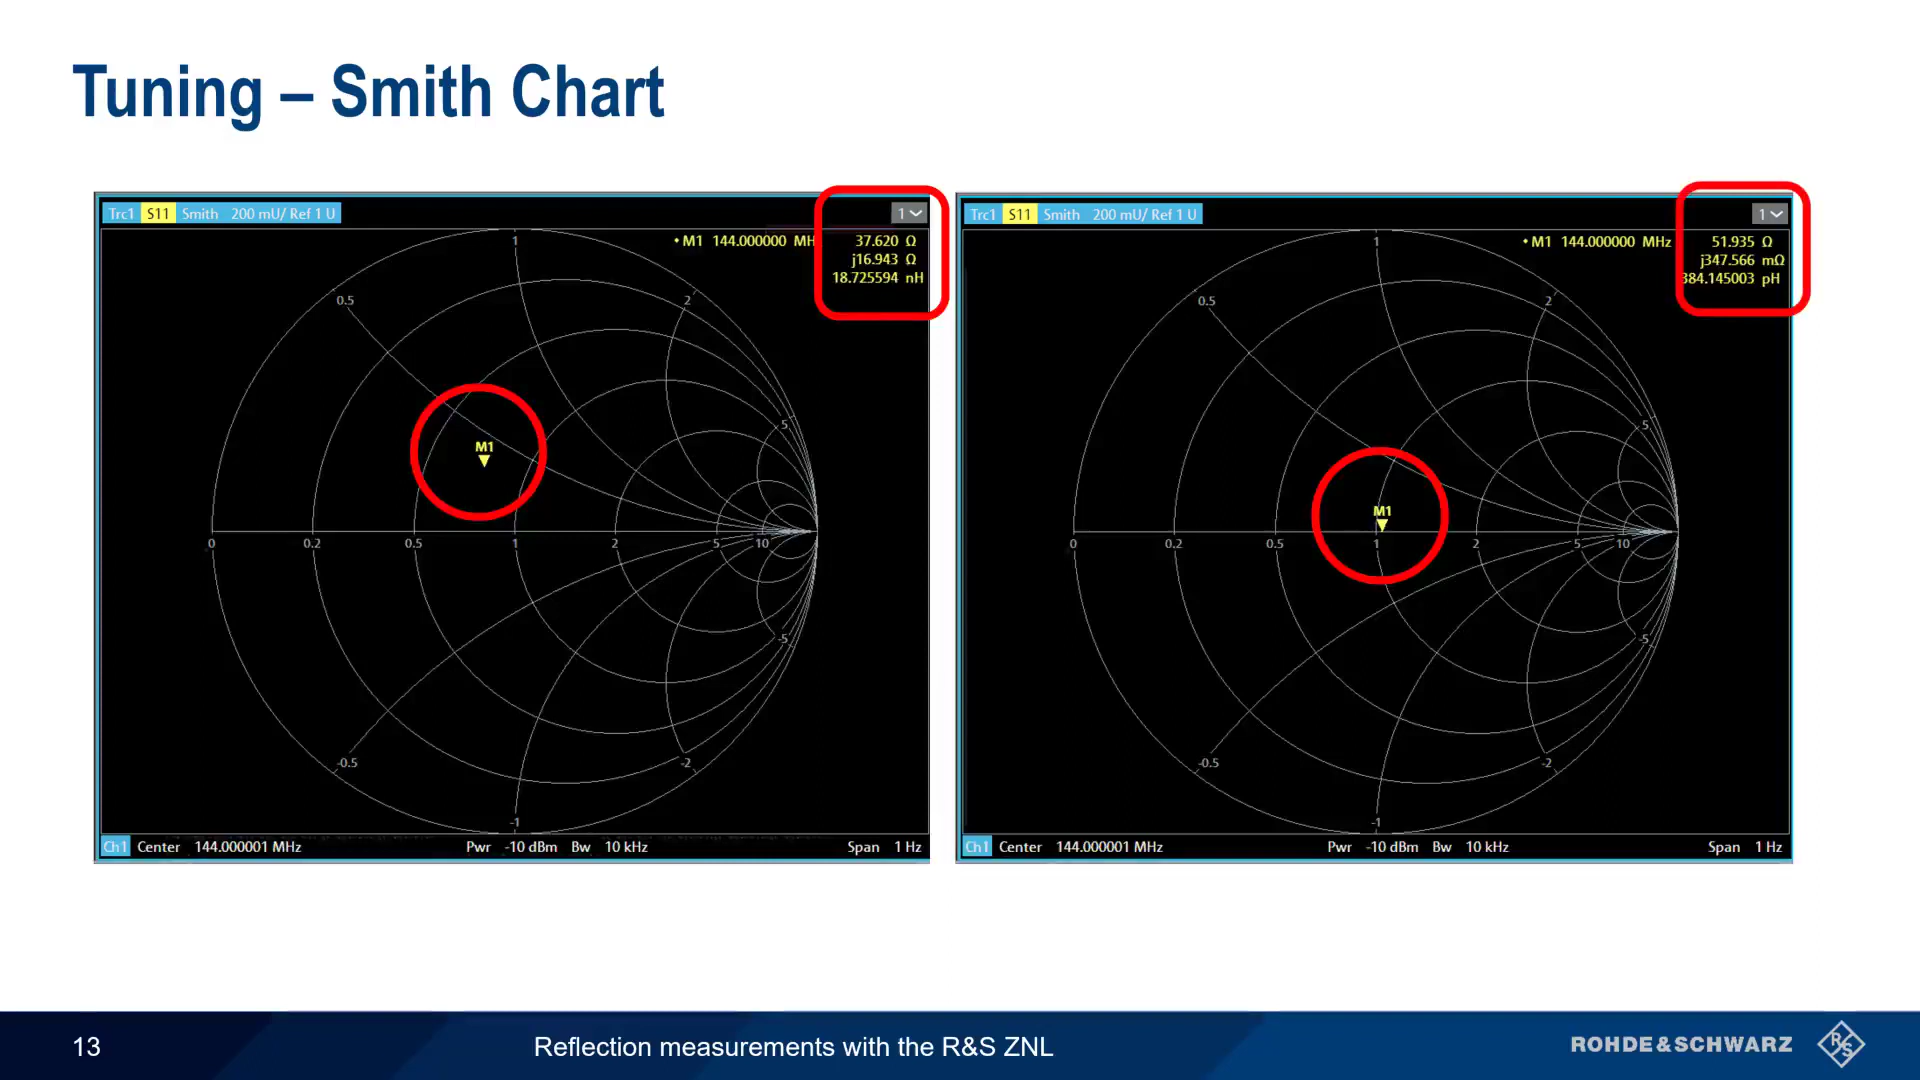 Tuning – Smith Chart
Trc1 S11 Smith 200 mU/ Ref 1 U
1
•M1 144.000000 MH 37.620 Ω
j16.943 Ω
18.725594 nH
1
0.5
2
5
M1
0 0.2 0.5 1 2 5 10
-5
-0.5
-2
-1
Ch1 Center 144.000001 MHz Pwr -10 dBm Bw 10 kHz Span 1 Hz
Trc1 S11 Smith 200 mU/ Ref 1 U
1
•M1 144.000000 MHz 51.935 Ω
j347.566 mΩ
384.145003 pH
1
0.5
2
5
M1
0 0.2 0.5 1 2 5 10
-5
-0.5
-2
-1
Ch1 Center 144.000001 MHz Pwr -10 dBm Bw 10 kHz Span 1 Hz
13
Reflection measurements with the R&S ZNL
ROHDE&SCHWARZ
R S